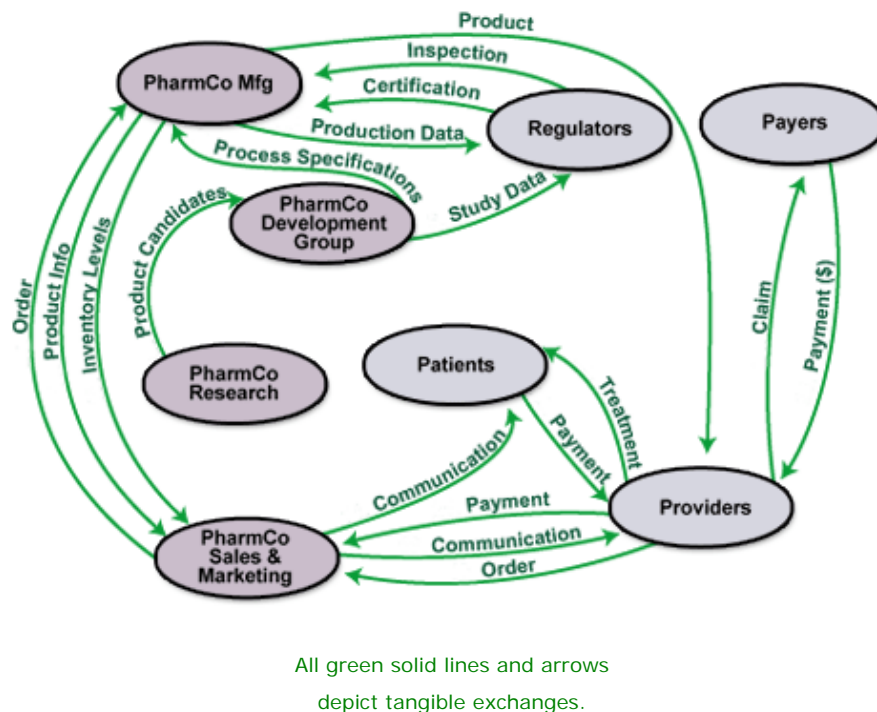 Product
Inspection
PharmCo Mfg
Certification
Production Data
Regulators
Payers
Process Specifications
PharmCo
Development
Group
Study Data
Product Candidates
Order
Product Info
Inventory Levels
Claim
Payment ($)
PharmCo
Research
Patients
Treatment
Payment
Communication
Payment
Providers
Communication
Order
PharmCo
Sales &
Marketing
All green solid lines and arrows
depict tangible exchanges.